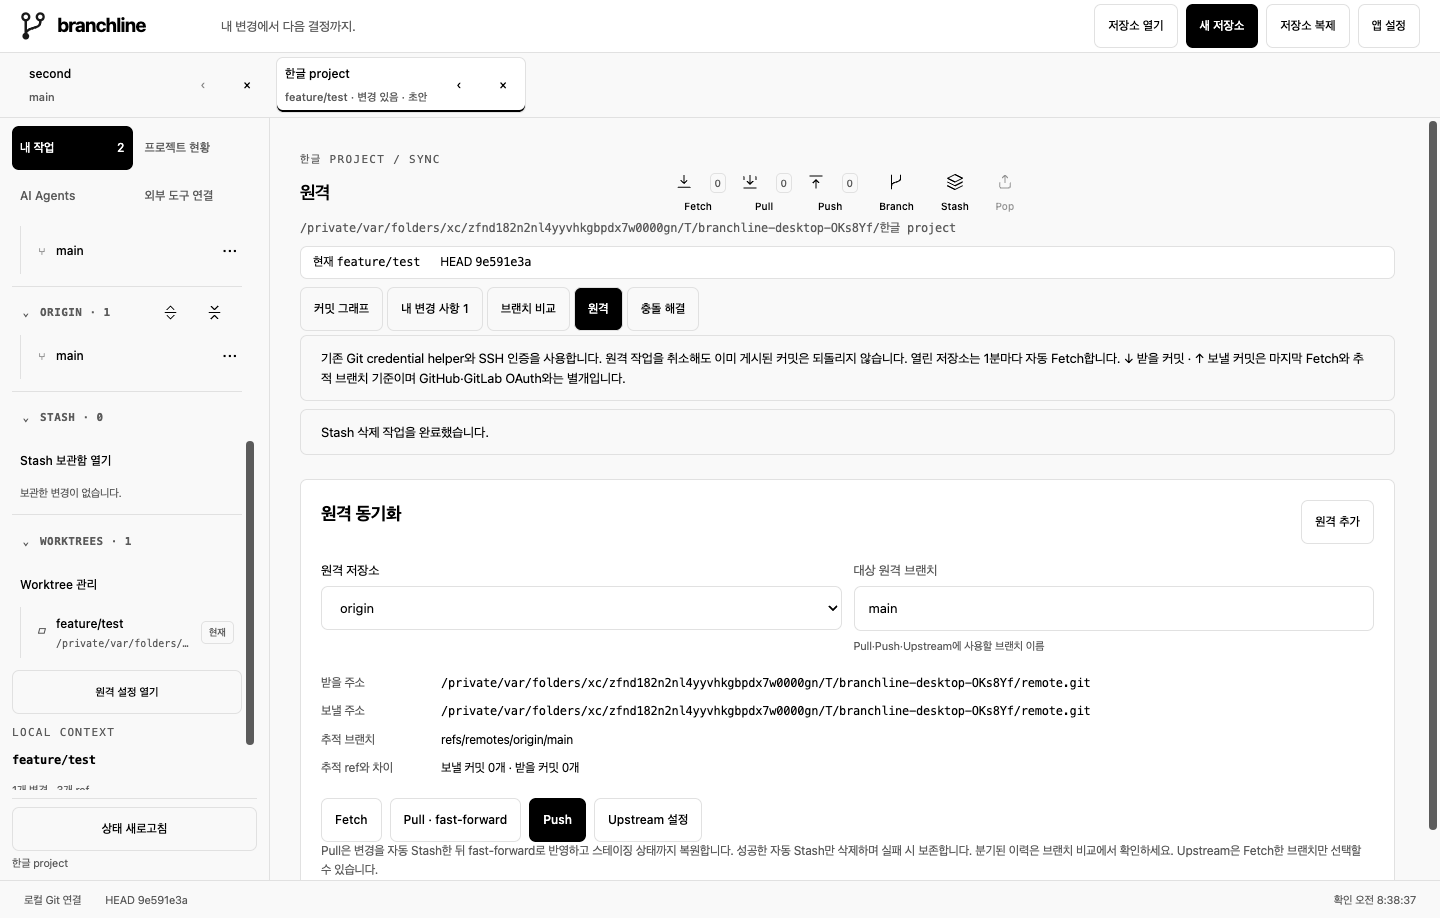 branchline
내 변경에서 다음 결정까지.
저장소 열기
새 저장소
저장소 복제
앱 설정
second
main
한글 project
feature/test · 변경 있음 · 초안
내 작업 2
프로젝트 현황
AI Agents
외부 도구 연결
main
ORIGIN · 1
main
STASH · 0
Stash 보관함 열기
보관한 변경이 없습니다.
WORKTREES · 1
Worktree 관리
feature/test
/private/var/folders/…
현재
원격 설정 열기
LOCAL CONTEXT
feature/test
상태 새로고침
한글 project
한글 PROJECT / SYNC
원격
0
0
0
Fetch
Pull
Push
Branch
Stash
Pop
/private/var/folders/xc/zfnd182n2nl4yyvhkgbpdx7w0000gn/T/branchline-desktop-OKs8Yf/한글 project
현재 feature/test HEAD 9e591e3a
커밋 그래프
내 변경 사항 1
브랜치 비교
원격
충돌 해결
기존 Git credential helper와 SSH 인증을 사용합니다. 원격 작업을 취소해도 이미 게시된 커밋은 되돌리지 않습니다. 열린 저장소는 1분마다 자동 Fetch합니다. ↓ 받을 커밋 · ↑ 보낼 커밋은 마지막 Fetch와 추
적 브랜치 기준이며 GitHub·GitLab OAuth와는 별개입니다.
Stash 삭제 작업을 완료했습니다.
원격 동기화
원격 추가
원격 저장소
대상 원격 브랜치
origin
main
Pull·Push·Upstream에 사용할 브랜치 이름
받을 주소 /private/var/folders/xc/zfnd182n2nl4yyvhkgbpdx7w0000gn/T/branchline-desktop-OKs8Yf/remote.git
보낼 주소 /private/var/folders/xc/zfnd182n2nl4yyvhkgbpdx7w0000gn/T/branchline-desktop-OKs8Yf/remote.git
추적 브랜치 refs/remotes/origin/main
추적 ref와 차이 보낼 커밋 0개 · 받을 커밋 0개
Fetch
Pull · fast-forward
Push
Upstream 설정
Pull은 변경을 자동 Stash한 뒤 fast-forward로 반영하고 스테이징 상태까지 복원합니다. 성공한 자동 Stash만 삭제하며 실패 시 보존합니다. 분기된 이력은 브랜치 비교에서 확인하세요. Upstream은 Fetch한 브랜치만 선택할
수 있습니다.
로컬 Git 연결
HEAD 9e591e3a
확인 오전 8:38:37